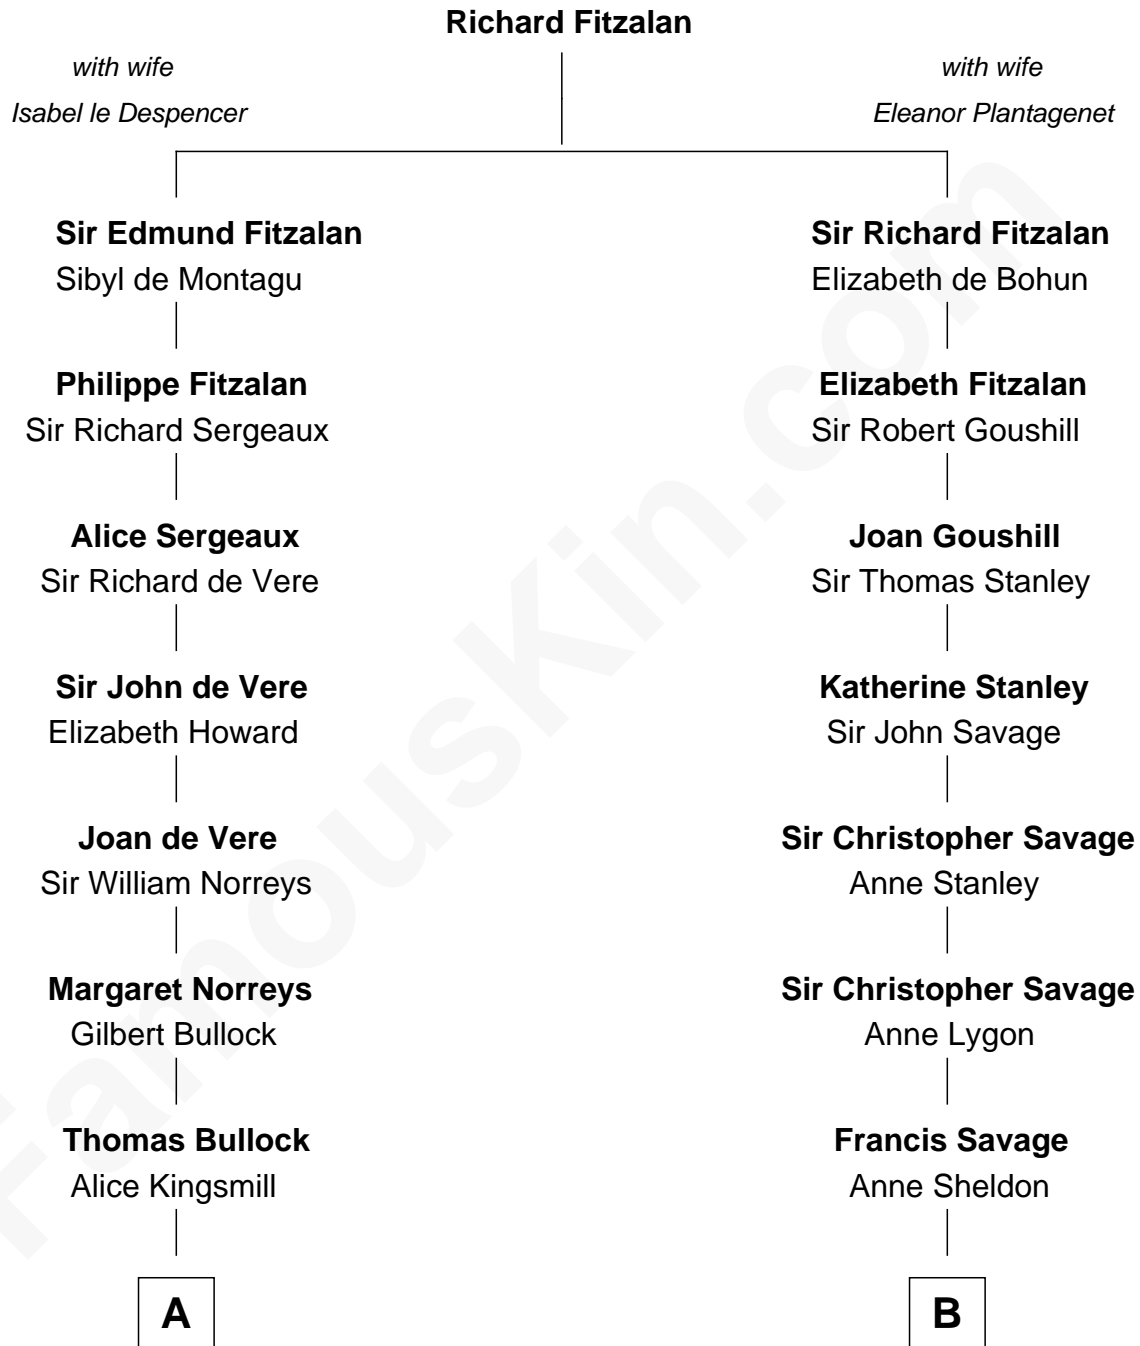 Richard Fitzalan
with wife
Isabel le Despencer
with wife
Eleanor Plantagenet
Sir Edmund Fitzalan
Sibyl de Montagu
Sir Richard Fitzalan
Elizabeth de Bohun
Philippe Fitzalan
Sir Richard Sergeaux
Elizabeth Fitzalan
Sir Robert Goushill
Alice Sergeaux
Sir Richard de Vere
Joan Goushill
Sir Thomas Stanley
Sir John de Vere
Elizabeth Howard
Katherine Stanley
Sir John Savage
Joan de Vere
Sir William Norreys
Sir Christopher Savage
Anne Stanley
Margaret Norreys
Gilbert Bullock
Sir Christopher Savage
Anne Lygon
Thomas Bullock
Alice Kingsmill
Francis Savage
Anne Sheldon
A
B
FamousKin.com